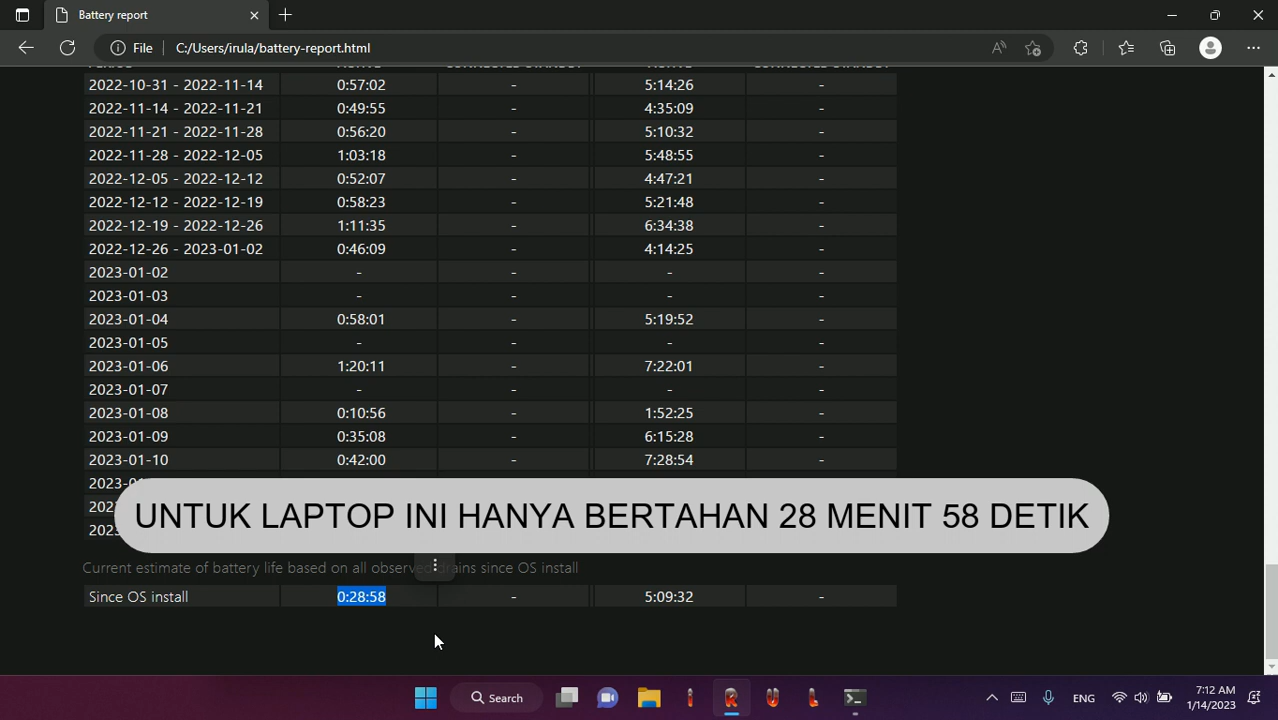 Battery report
File C:/Users/irula/battery-report.html
2022-10-31 - 2022-11-14 0:57:02 - 5:14:26 -
2022-11-14 - 2022-11-21 0:49:55 - 4:35:09 -
2022-11-21 - 2022-11-28 0:56:20 - 5:10:32 -
2022-11-28 - 2022-12-05 1:03:18 - 5:48:55 -
2022-12-05 - 2022-12-12 0:52:07 - 4:47:21 -
2022-12-12 - 2022-12-19 0:58:23 - 5:21:48 -
2022-12-19 - 2022-12-26 1:11:35 - 6:34:38 -
2022-12-26 - 2023-01-02 0:46:09 - 4:14:25 -
2023-01-02 - - - -
2023-01-03 - - - -
2023-01-04 0:58:01 - 5:19:52 -
2023-01-05 - - - -
2023-01-06 1:20:11 - 7:22:01 -
2023-01-07 - - - -
2023-01-08 0:10:56 - 1:52:25 -
2023-01-09 0:35:08 - 6:15:28 -
2023-01-10 0:42:00 - 7:28:54 -
UNTUK LAPTOP INI HANYA BERTAHAN 28 MENIT 58 DETIK
Current estimate of battery life based on all observed drains since OS install
Since OS install 0:28:58 - 5:09:32 -
Search ENG 7:12 AM
1/14/2023